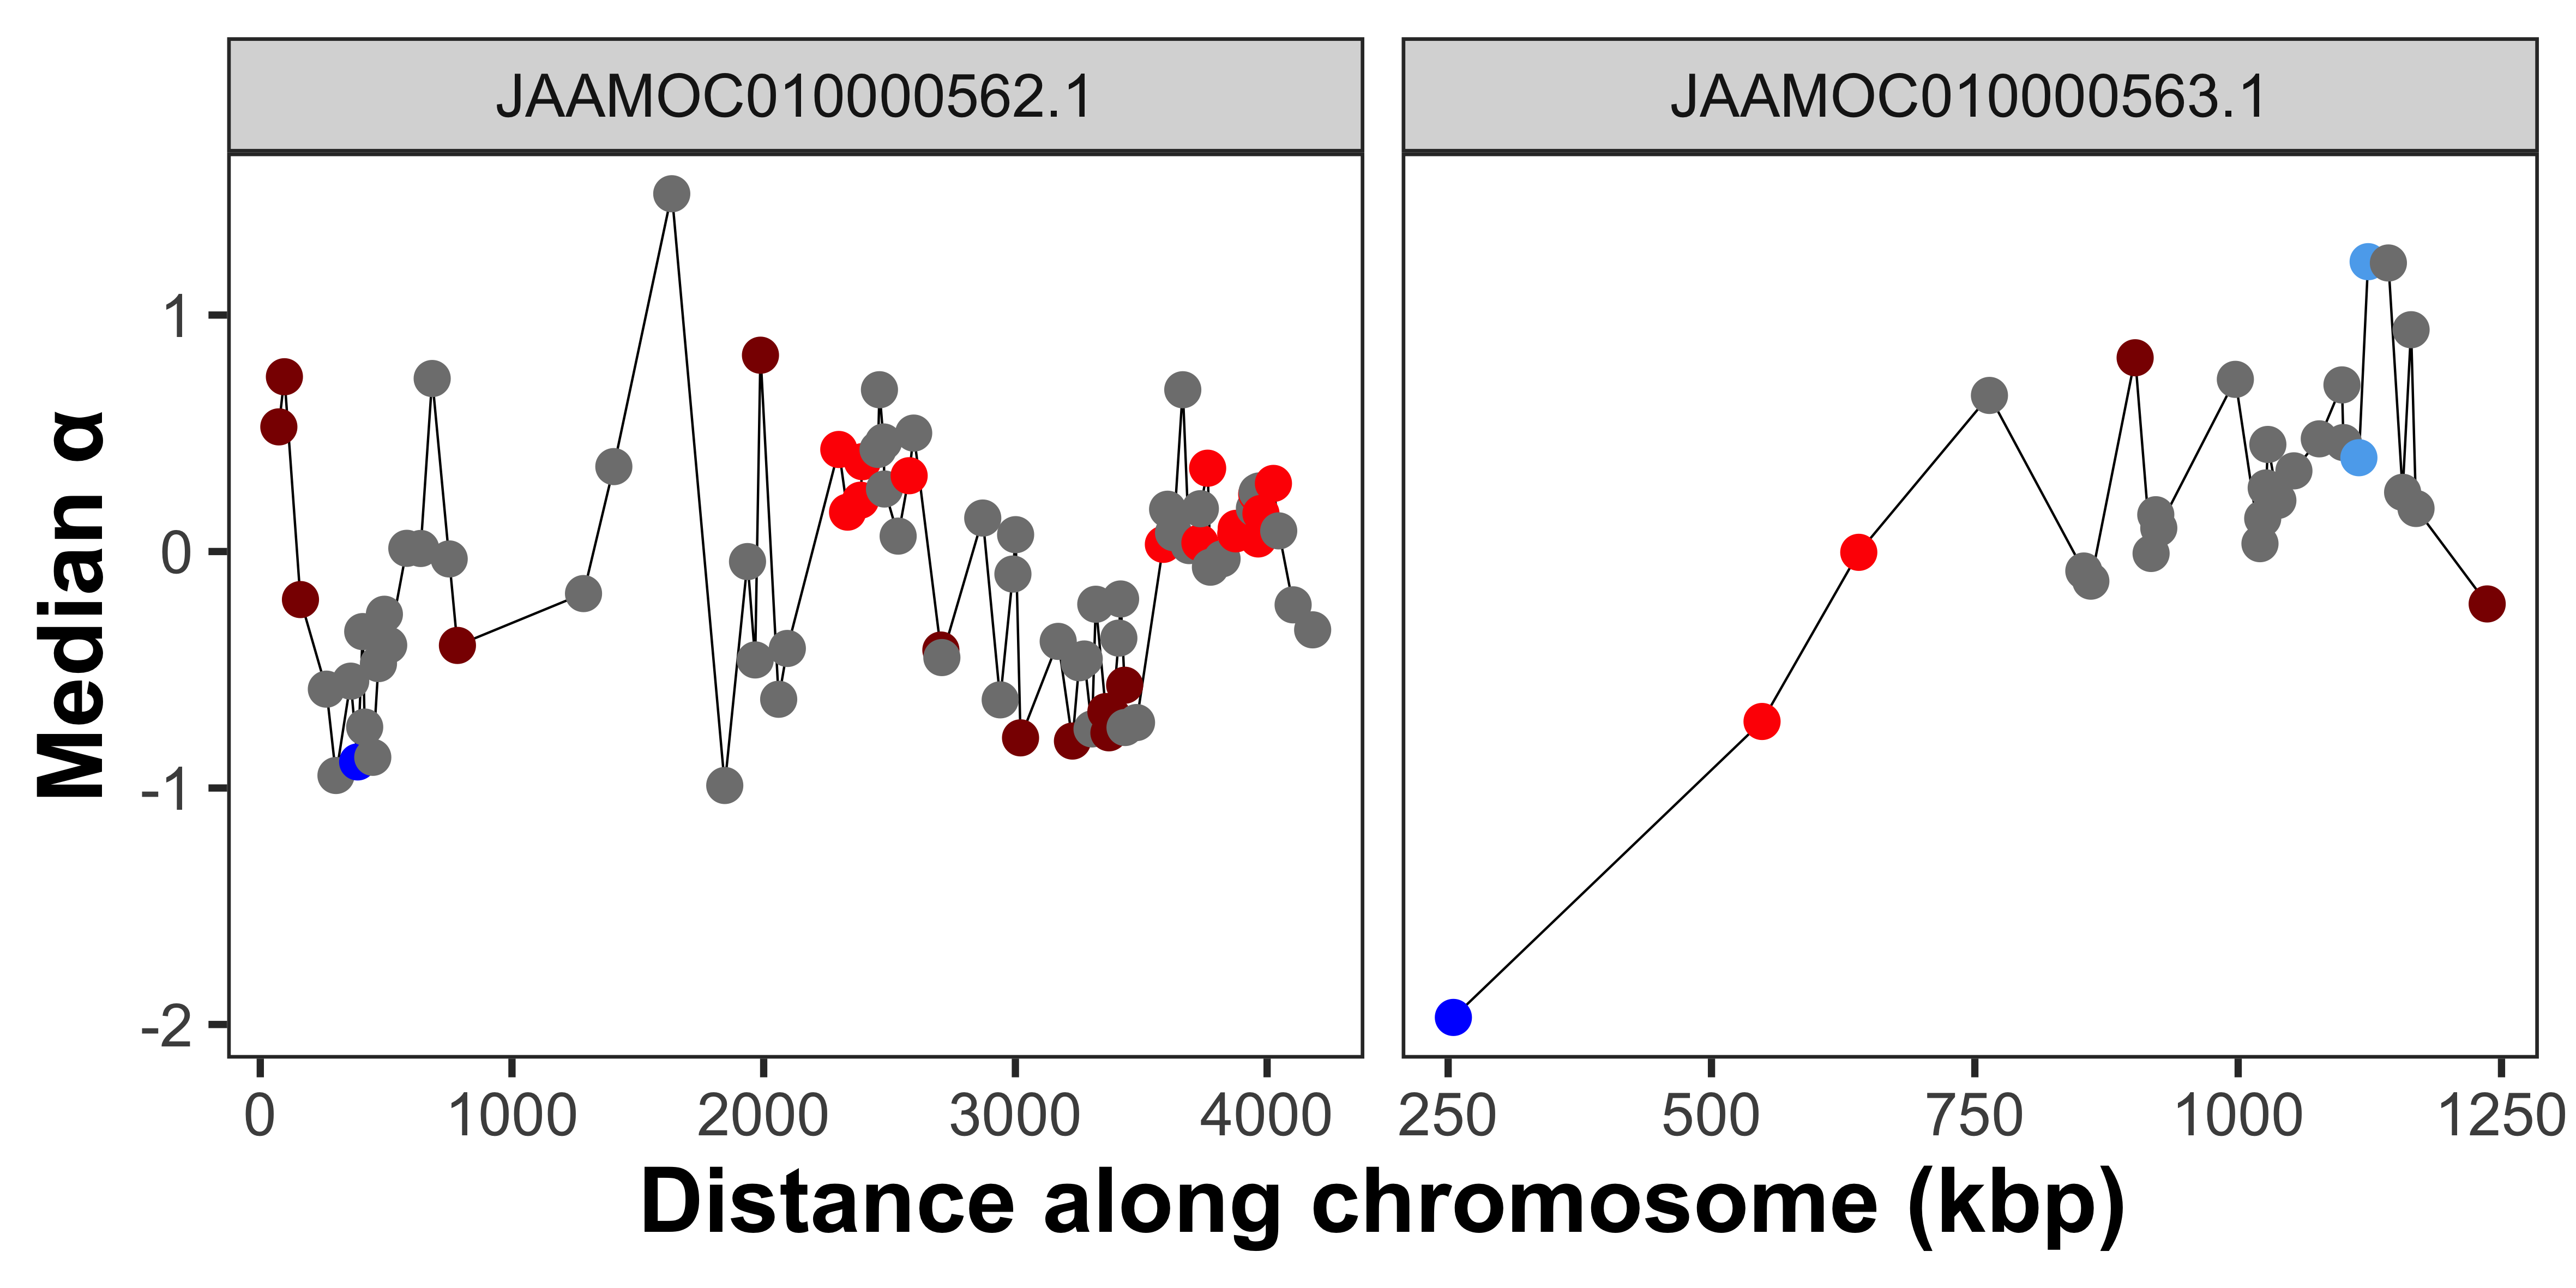 JAAMOC010000562.1 JAAMOC010000563.1
Median α
1
0
-1
-2
0 1000 2000 3000 4000 250 500 750 1000 1250
Distance along chromosome (kbp)